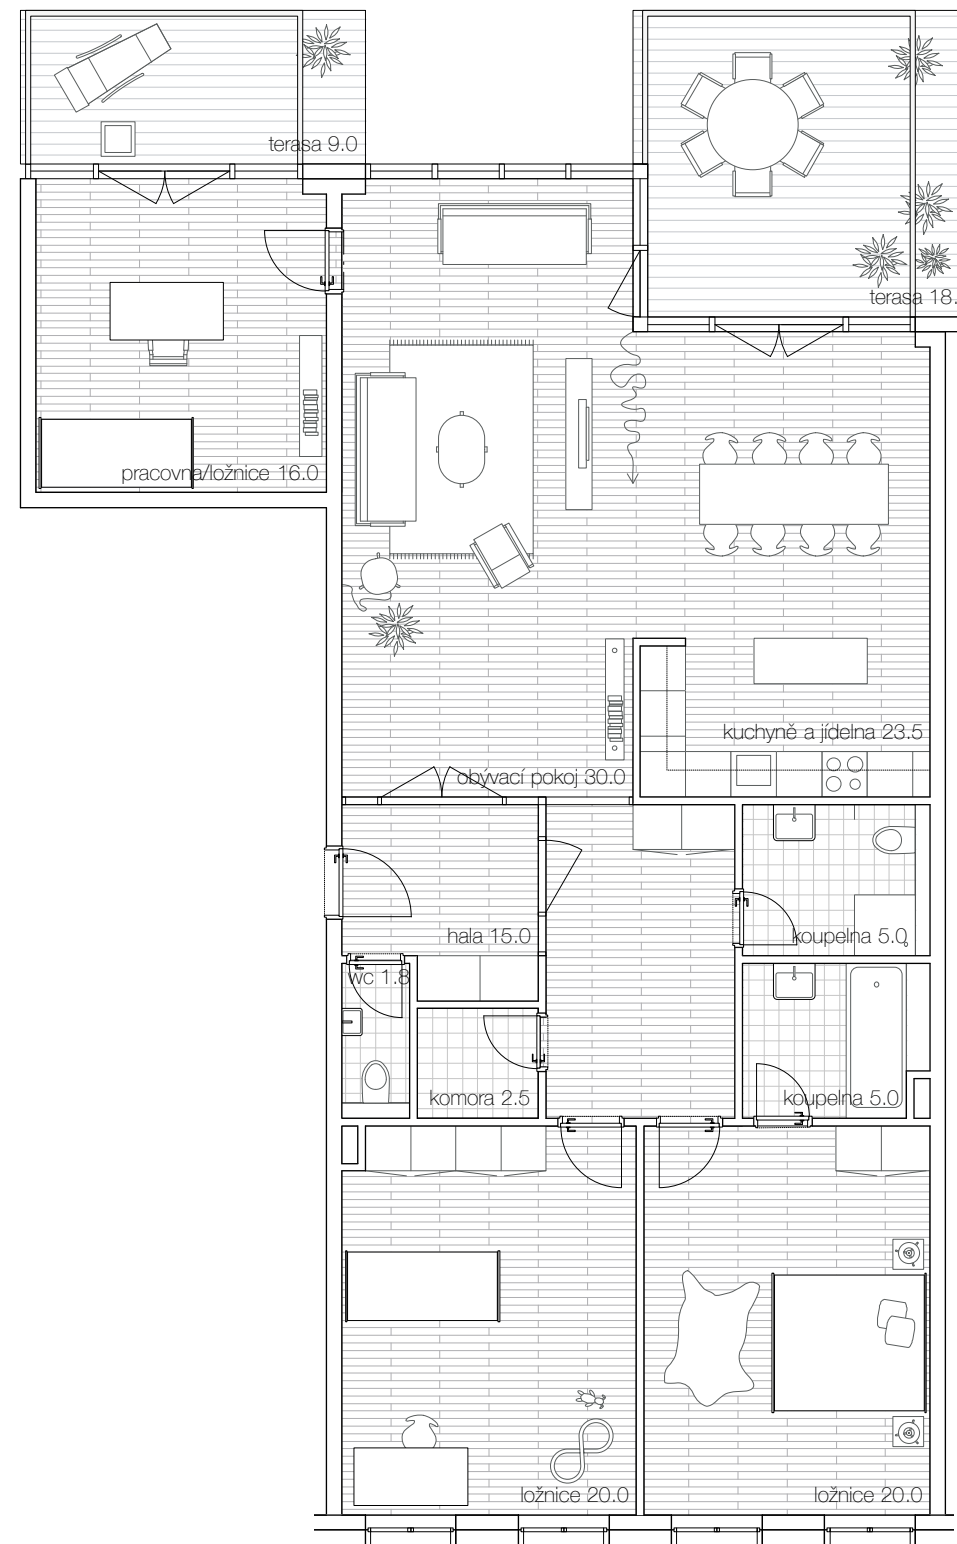 terasa 9.0
terasa 18.
pracovna/ložnice 16.0
kuchyně a jídelna 23.5
obývací pokoj 30.0
hala 15.0
koupelna 5.0
wc 1.8
komora 2.5
koupelna 5.0
ložnice 20.0
ložnice 20.0